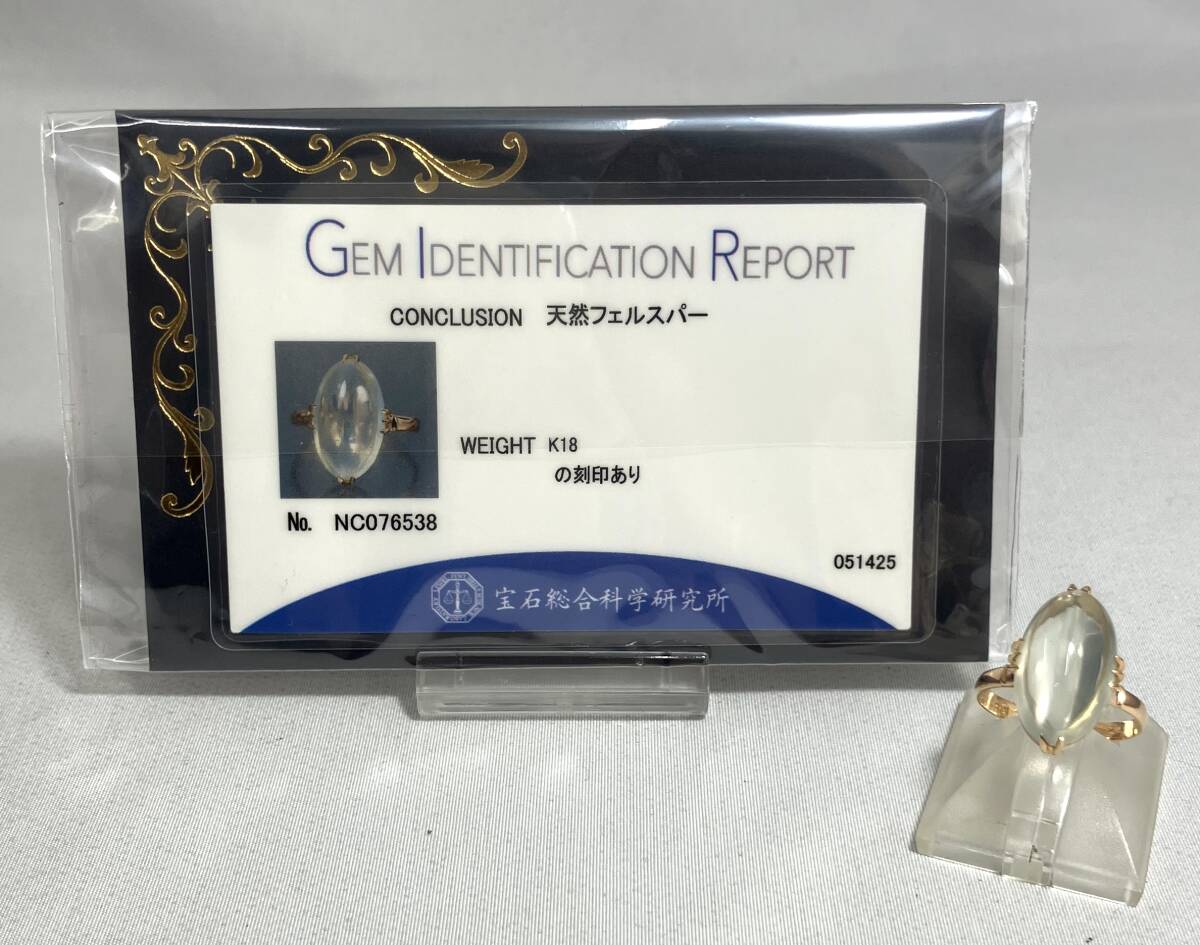 GEM IDENTIFICATION REPORT
CONCLUSION 天然フェルスパー
WEIGHT K18
の刻印あり
No. NC076538
051425
宝石総合科学研究所